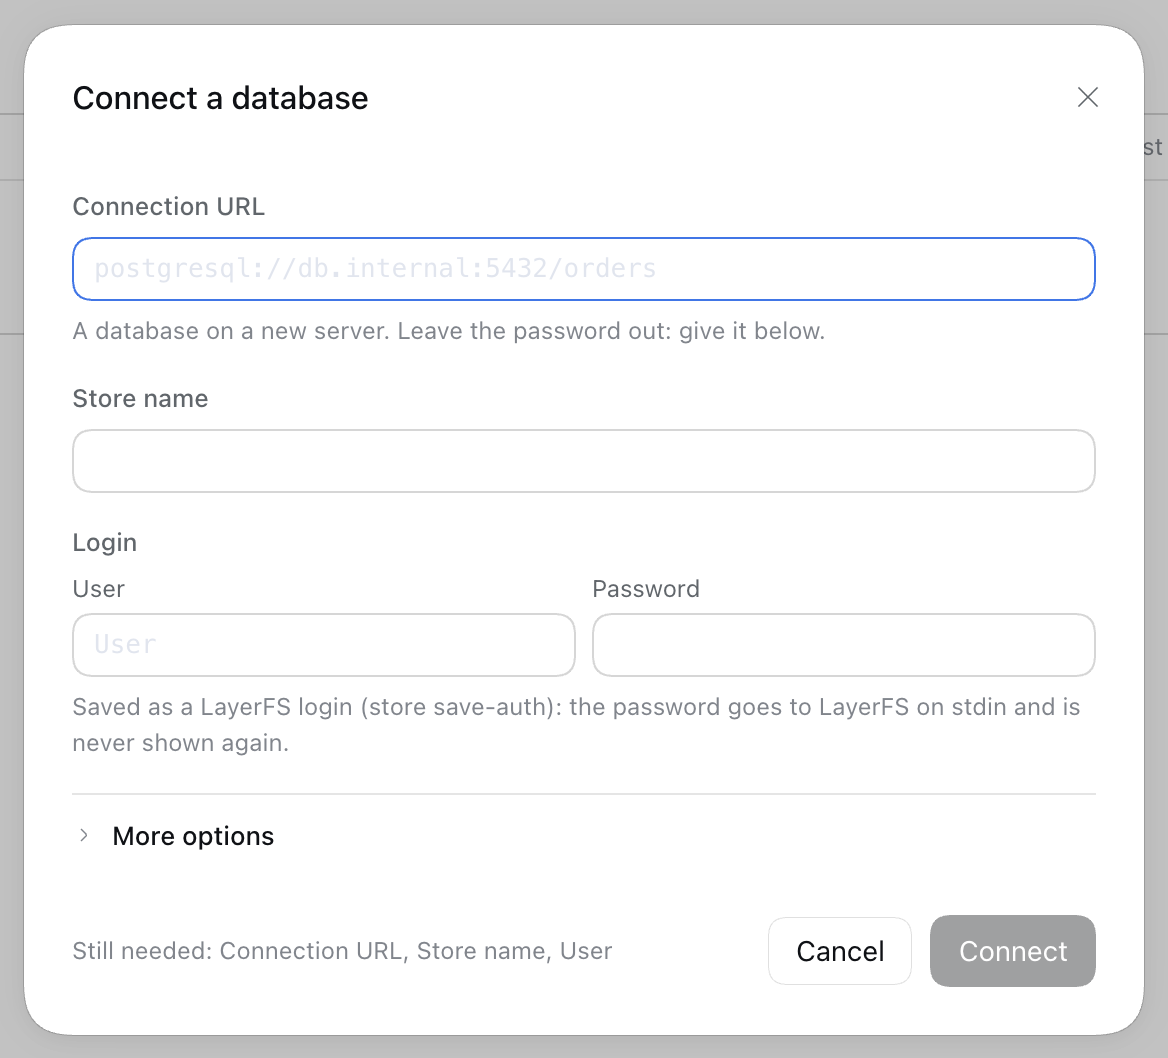 Connect a database
st
Connection URL
postgresql://db.internal:5432/orders
A database on a new server. Leave the password out: give it below.
Store name
Login
User
Password
User
Saved as a LayerFS login (store save-auth): the password goes to LayerFS on stdin and is
never shown again.
More options
Still needed: Connection URL, Store name, User
Cancel
Connect